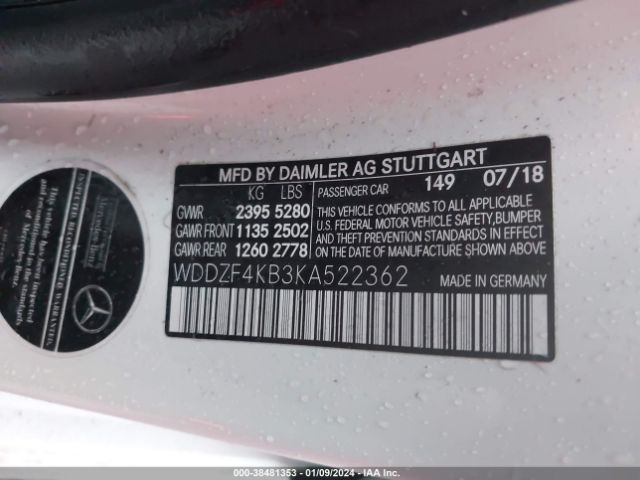 MFD BY DAIMLER AG STUTTGART
KG LBS
PASSENGER CAR 149 07/18
GVWR 2395 5280
GAWR FRONT 1135 2502
GAWR REAR 1260 2778
THIS VEHICLE CONFORMS TO ALL APPLICABLE
U.S. FEDERAL MOTOR VEHICLE SAFETY, BUMPER
AND THEFT PREVENTION STANDARDS IN EFFECT
ON THE DATE OF MANUFACTURE SHOWN ABOVE
WDDZF4KB3KA522362 MADE IN GERMANY
000-38481353 - 01/09/2024 - IAA Inc.